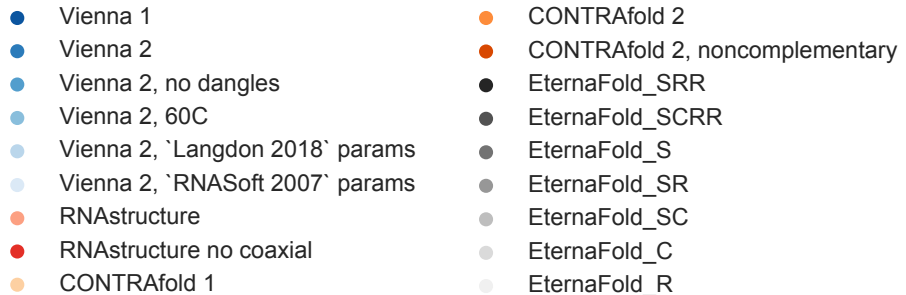 Vienna 1
Vienna 2
Vienna 2, no dangles
Vienna 2, 60C
Vienna 2, `Langdon 2018` params
Vienna 2, `RNASoft 2007` params
RNAstructure
RNAstructure no coaxial
CONTRAfold 1
CONTRAfold 2
CONTRAfold 2, noncomplementary
EternaFold_SRR
EternaFold_SCRR
EternaFold_S
EternaFold_SR
EternaFold_SC
EternaFold_C
EternaFold_R